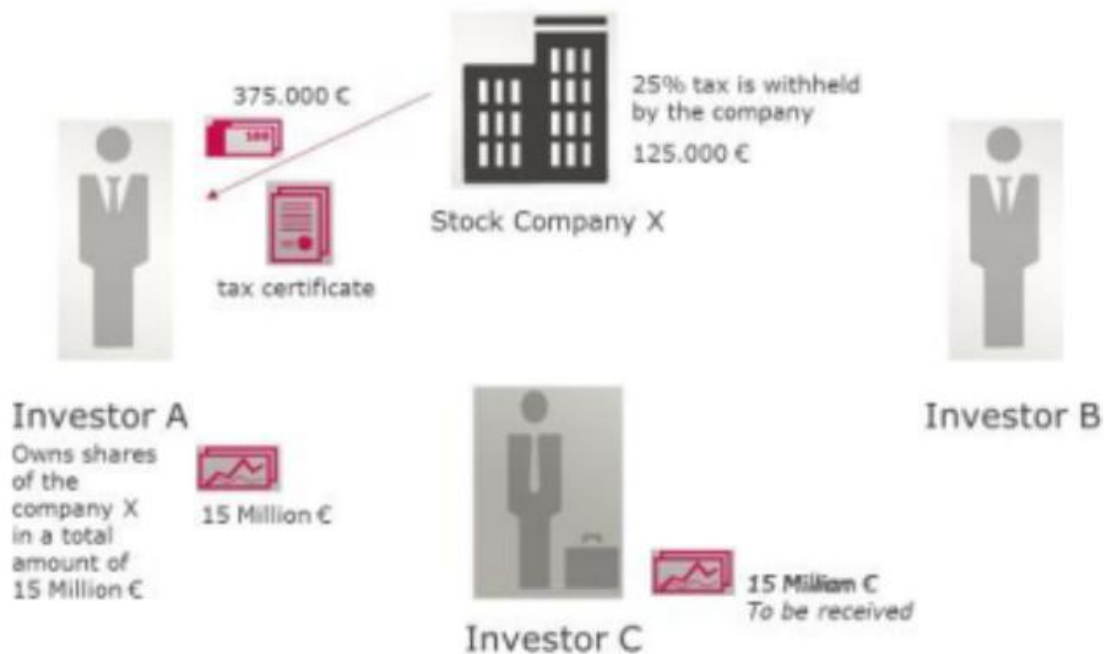 375.000 €
100
25% tax is withheld
by the company
125.000 €
Stock Company X
tax certificate
Investor A
Owns shares
of the
company X
in a total
amount of
15 Million €
15 Million €
Investor B
15 Million €
To be received
Investor C